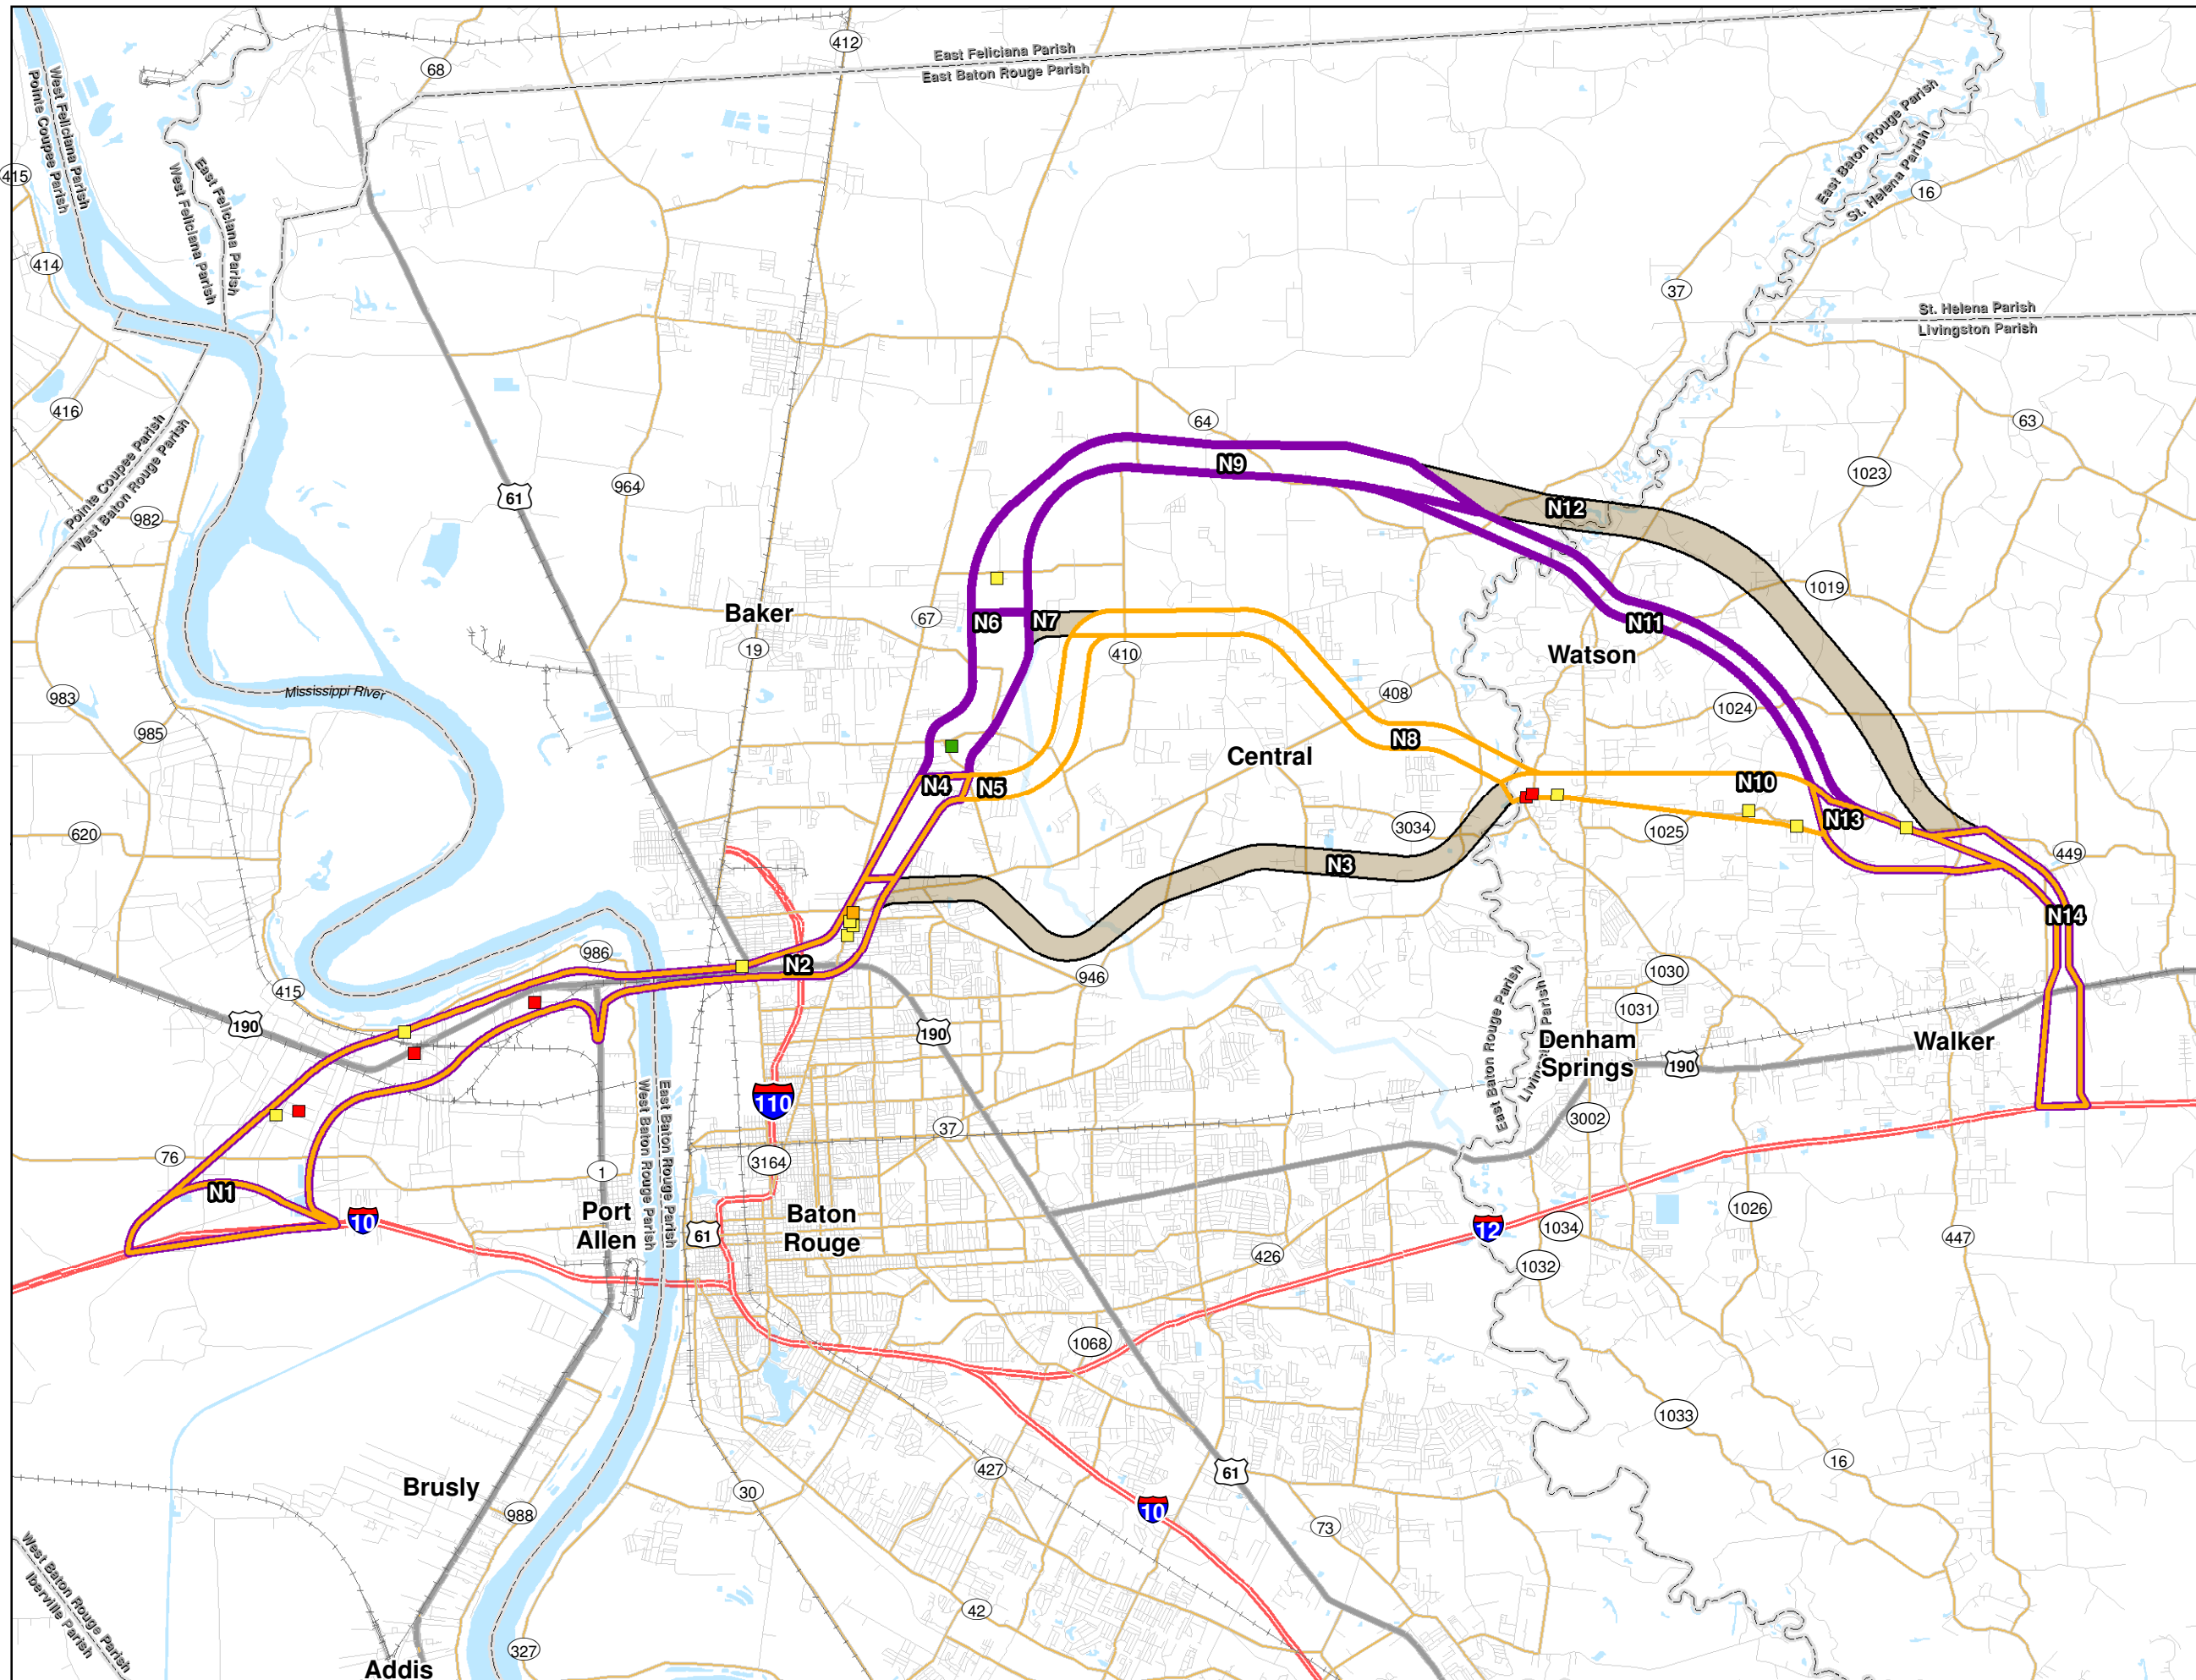 412
68
East Feliciana Parish
East Baton Rouge Parish
West Feliciana Parish
Pointe Coupee Parish
East Feliciana Parish
West Feliciana Parish
East Baton Rouge Parish
St. Helena Parish
415
16
414
37
St. Helena Parish
Livingston Parish
416
64
63
Pointe Coupee Parish
West Baton Rouge Parish
N9
1023
964
61
N12
982
1019
Baker
67
N6
N7
N11
19
410
Watson
Mississippi River
983
408
1024
985
N8
Central
N4
N5
N10
N13
620
3034
1025
N3
449
N14
986
N2
946
1030
415
1031
190
190
East Baton Rouge Parish
Denham
Springs
Walker
190
110
West Baton Rouge Parish
East Baton Rouge Parish
3002
37
76
3164
1
N1
Port
Allen
10
61
Baton
Rouge
12
1034
1026
447
426
1032
1068
1033
16
427
61
Brusly
30
10
988
73
West Baton Rouge Parish
Iberville Parish
42
327
Addis